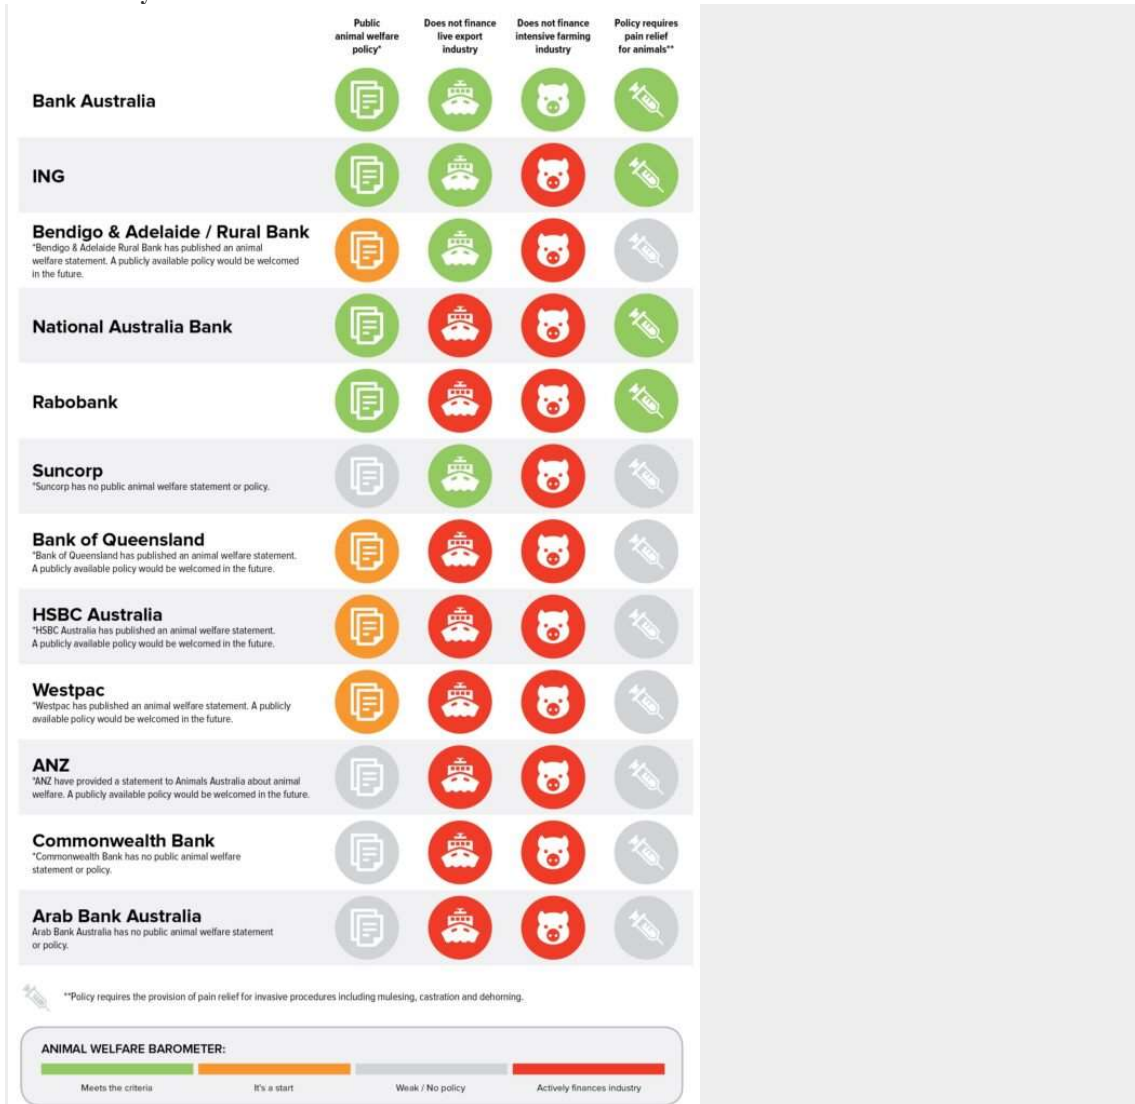 Public
animal welfare
policy*
Does not finance
live export
industry
Does not finance
intensive farming
industry
Policy requires
pain relief
for animals**
Bank Australia
ING
Bendigo & Adelaide / Rural Bank
*Bendigo & Adelaide Rural Bank has published an animal
welfare statement. A publicly available policy would be welcomed
in the future.
National Australia Bank
Rabobank
Suncorp
*Suncorp has no public animal welfare statement or policy.
Bank of Queensland
*Bank of Queensland has published an animal welfare statement.
A publicly available policy would be welcomed in the future.
HSBC Australia
*HSBC Australia has published an animal welfare statement.
A publicly available policy would be welcomed in the future.
Westpac
*Westpac has published an animal welfare statement. A publicly
available policy would be welcomed in the future.
ANZ
*ANZ have provided a statement to Animals Australia about animal
welfare. A publicly available policy would be welcomed in the future.
Commonwealth Bank
*Commonwealth Bank has no public animal welfare
statement or policy.
Arab Bank Australia
Arab Bank Australia has no public animal welfare statement
or policy.
**Policy requires the provision of pain relief for invasive procedures including mulesing, castration and dehorning.
ANIMAL WELFARE BAROMETER:
Meets the criteria
It's a start
Weak / No policy
Actively finances industry